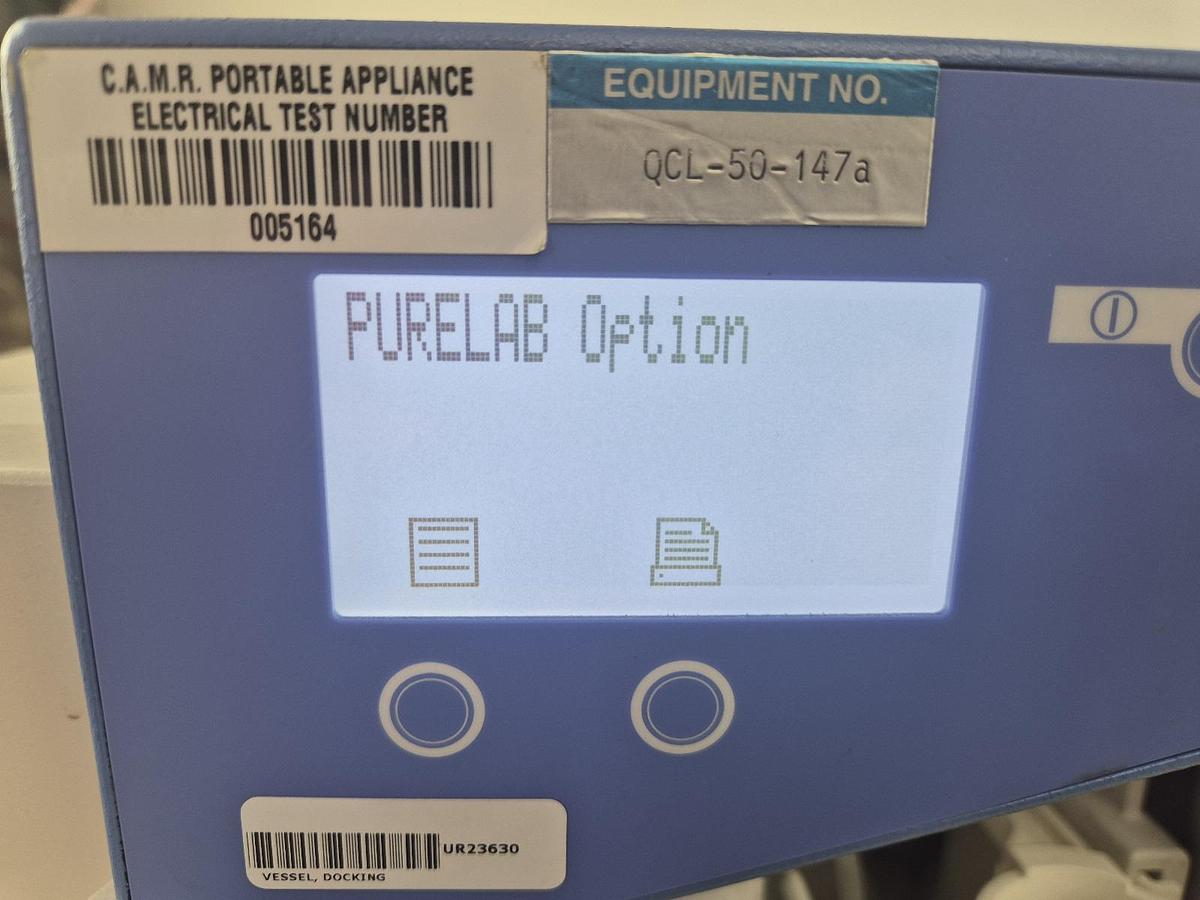 C.A.M.R. PORTABLE APPLIANCE
ELECTRICAL TEST NUMBER
005164
EQUIPMENT NO.
QCL-50-147a
PURELAB Option
UR23630
VESSEL, DOCKING